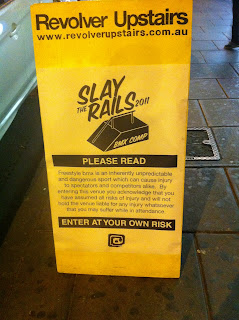 Revolver Upstairs
www.revolverupstairs.com.au
SLAY
THE RAILS 2011
BMX COMP
PLEASE READ
Freestyle bmx is an inherently unpredictable
and dangerous sport which can cause injury
to spectators and competitors alike. By
entering this venue you acknowledge that you
have assumed all risks of injury and will not
hold the venue liable for any injury whatsoever
that you may suffer while in attendance.
ENTER AT YOUR OWN RISK